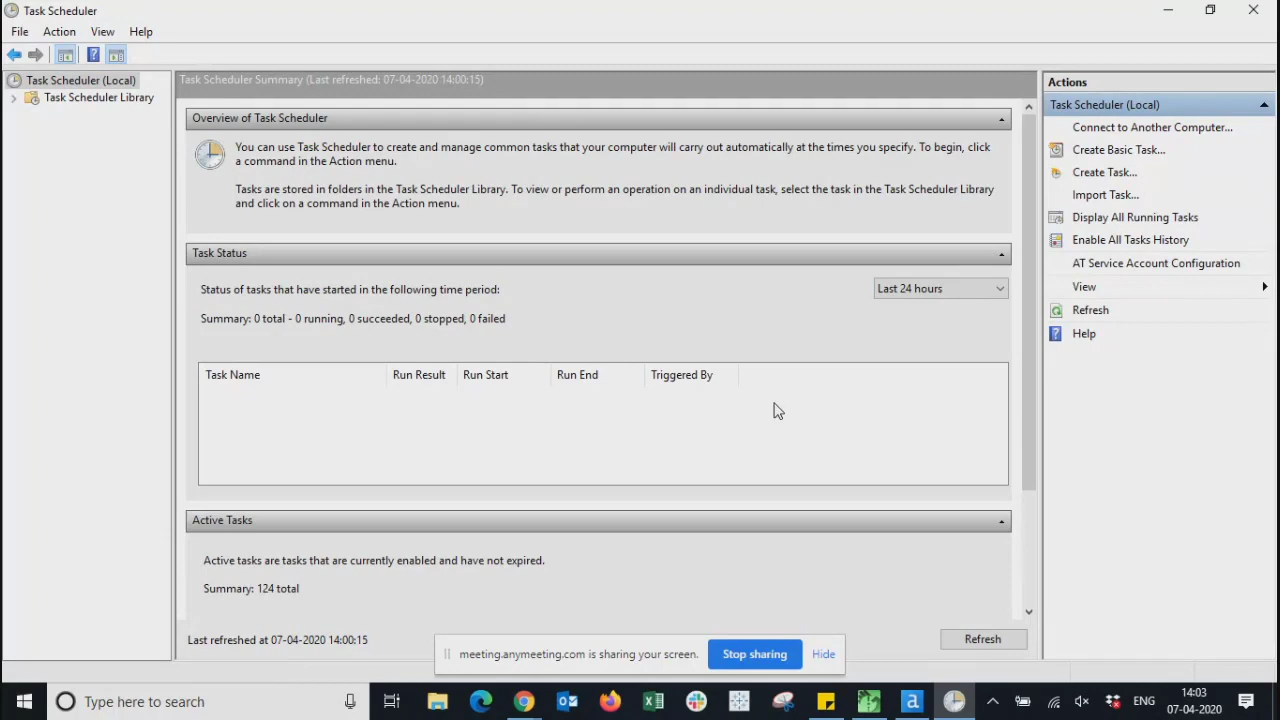 Task Scheduler
File Action View Help
Task Scheduler (Local)
Task Scheduler Library
Task Scheduler Summary (Last refreshed: 07-04-2020 14:00:15)
Overview of Task Scheduler
You can use Task Scheduler to create and manage common tasks that your computer will carry out automatically at the times you specify. To begin, click
a command in the Action menu.
Tasks are stored in folders in the Task Scheduler Library. To view or perform an operation on an individual task, select the task in the Task Scheduler Library
and click on a command in the Action menu.
Task Status
Status of tasks that have started in the following time period:
Last 24 hours
Summary: 0 total - 0 running, 0 succeeded, 0 stopped, 0 failed
Task Name Run Result Run Start Run End Triggered By
Active Tasks
Active tasks are tasks that are currently enabled and have not expired.
Summary: 124 total
Last refreshed at 07-04-2020 14:00:15
Refresh
Actions
Task Scheduler (Local)
Connect to Another Computer...
Create Basic Task...
Create Task...
Import Task...
Display All Running Tasks
Enable All Tasks History
AT Service Account Configuration
View
Refresh
Help
meeting.anymeeting.com is sharing your screen. Stop sharing Hide
Type here to search
ENG
14:03
07-04-2020